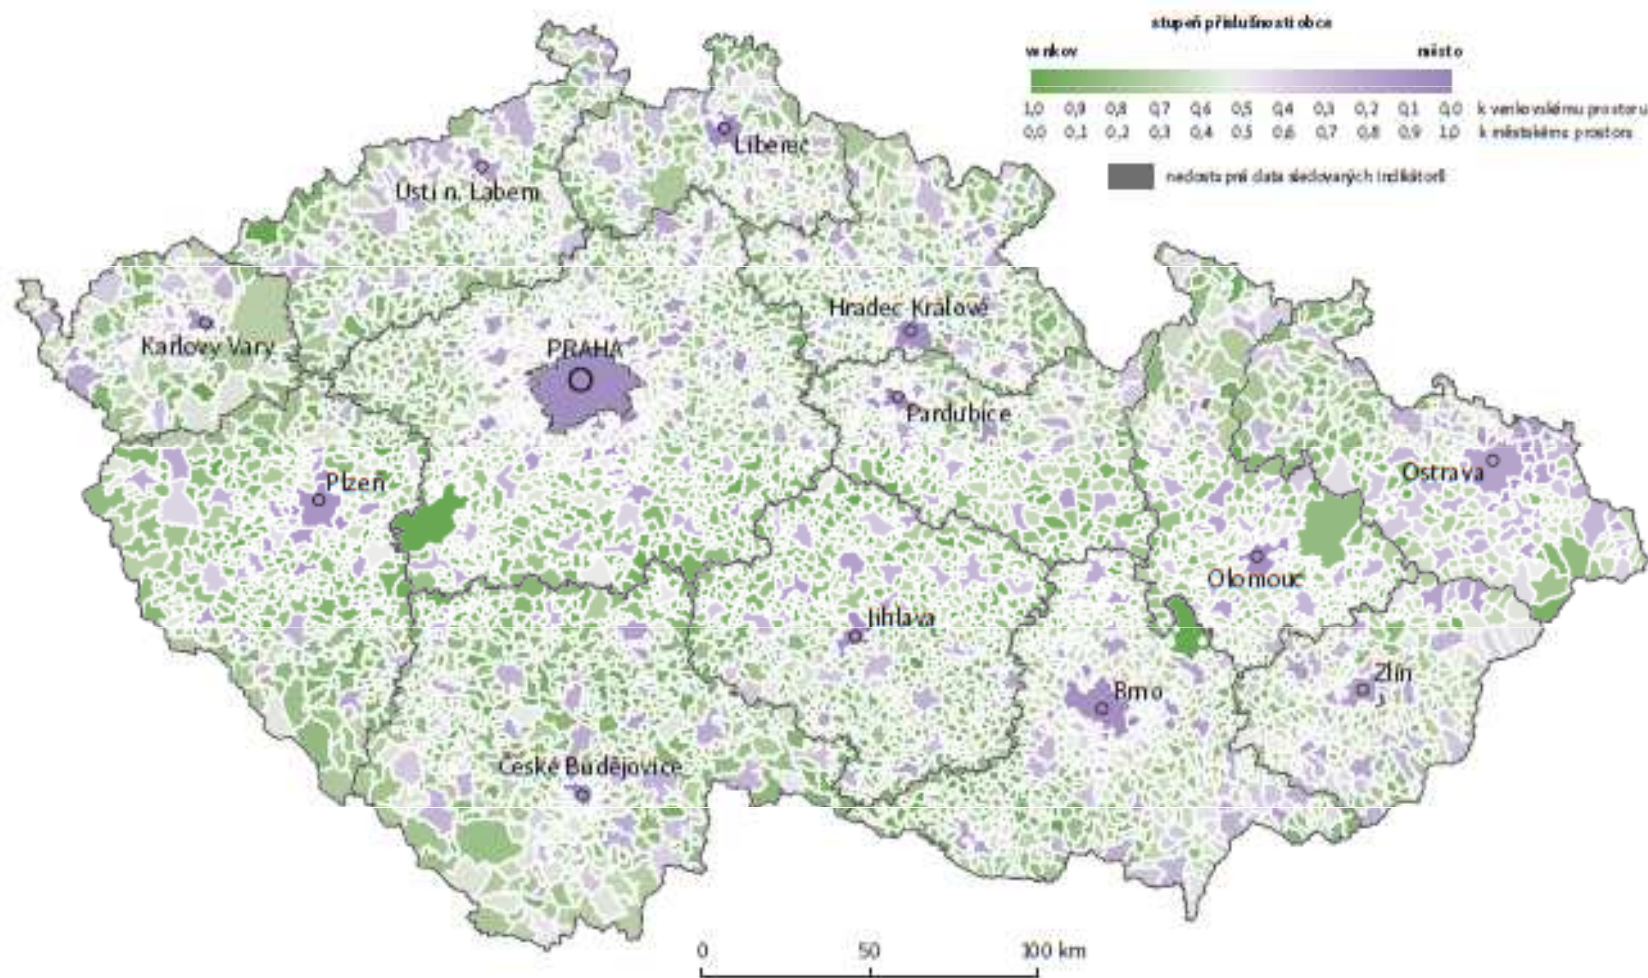 stupeň příslušnosti obce
venkov město
1,0 0,9 0,8 0,7 0,6 0,5 0,4 0,3 0,2 0,1 0,0 k venkovskému prostoru
0,0 0,1 0,2 0,3 0,4 0,5 0,6 0,7 0,8 0,9 1,0 k městskému prostoru
nedostupná data sledovaných indikátorů
Liberec
Ústí n. Labem
Hradec Králové
Karlovy Vary
PRAHA
Pardubice
Plzeň
Ostrava
Olomouc
Jihlava
Zlín
Brno
České Budějovice
0 50 100 km